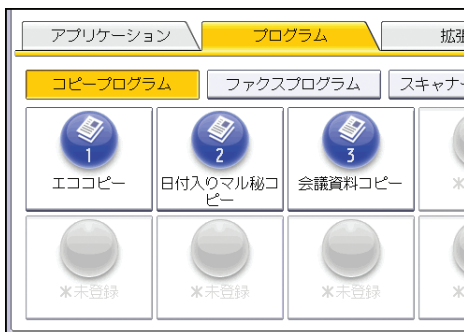 アプリケーション
プログラム
拡張
コピープログラム
ファクスプログラム
スキャナー
1
2
3
エココピー
日付入りマル秘コ
ピー
会議資料コピー
*未登録
*未登録
*未登録